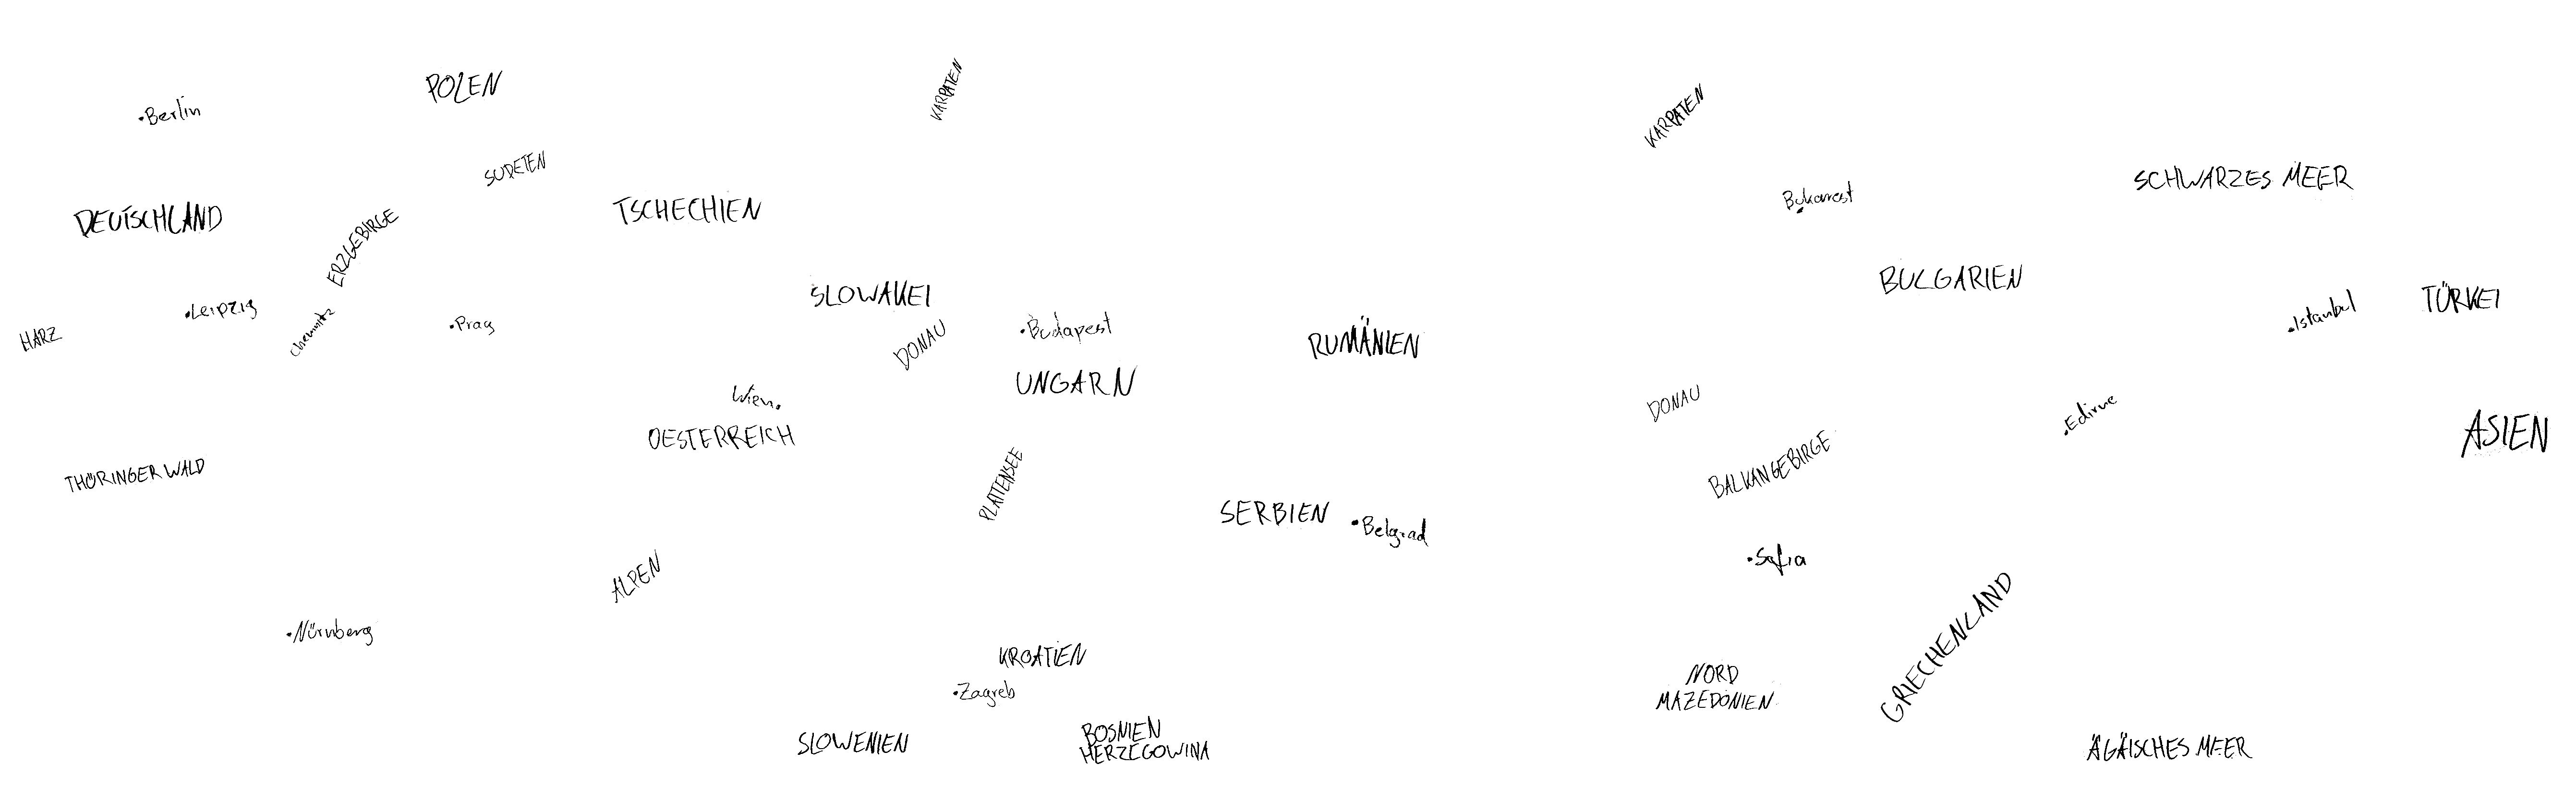 KARPATEN
POLEN
KARPATEN
Berlin
SUDETEN
SCHWARZES MEER
Bukarest
DEUTSCHLAND
TSCHECHIEN
ERZGEBIRGE
BULGARIEN
SLOWAKEI
TÜRKEI
Leipzig
Istanbul
Chemnitz
Prag
Budapest
HARZ
DONAU
RUMÄNIEN
UNGARN
Wien
DONAU
Edirne
OESTERREICH
ASIEN
BALKANGEBIRGE
THÜRINGER WALD
PLATTENSEE
SERBIEN
Belgrad
Sofia
ALPEN
Nürnberg
GRIECHENLAND
KROATIEN
NORD
MAZEDONIEN
Zagreb
SLOWENIEN
BOSNIEN
HERZEGOWINA
ÄGÄISCHES MEER